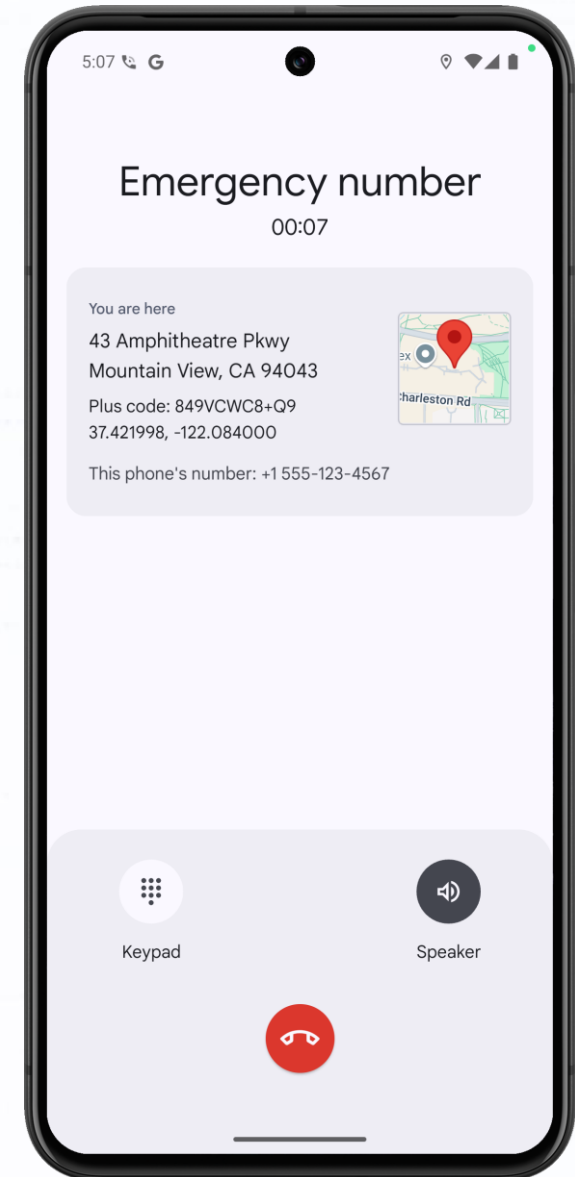 5:07 G
Emergency number
00:07
You are here
43 Amphitheatre Pkwy
Mountain View, CA 94043
Plus code: 849VCWC8+Q9
37.421998, -122.084000
This phone's number: +1 555-123-4567
ex
Charleston Rd
Keypad
Speaker